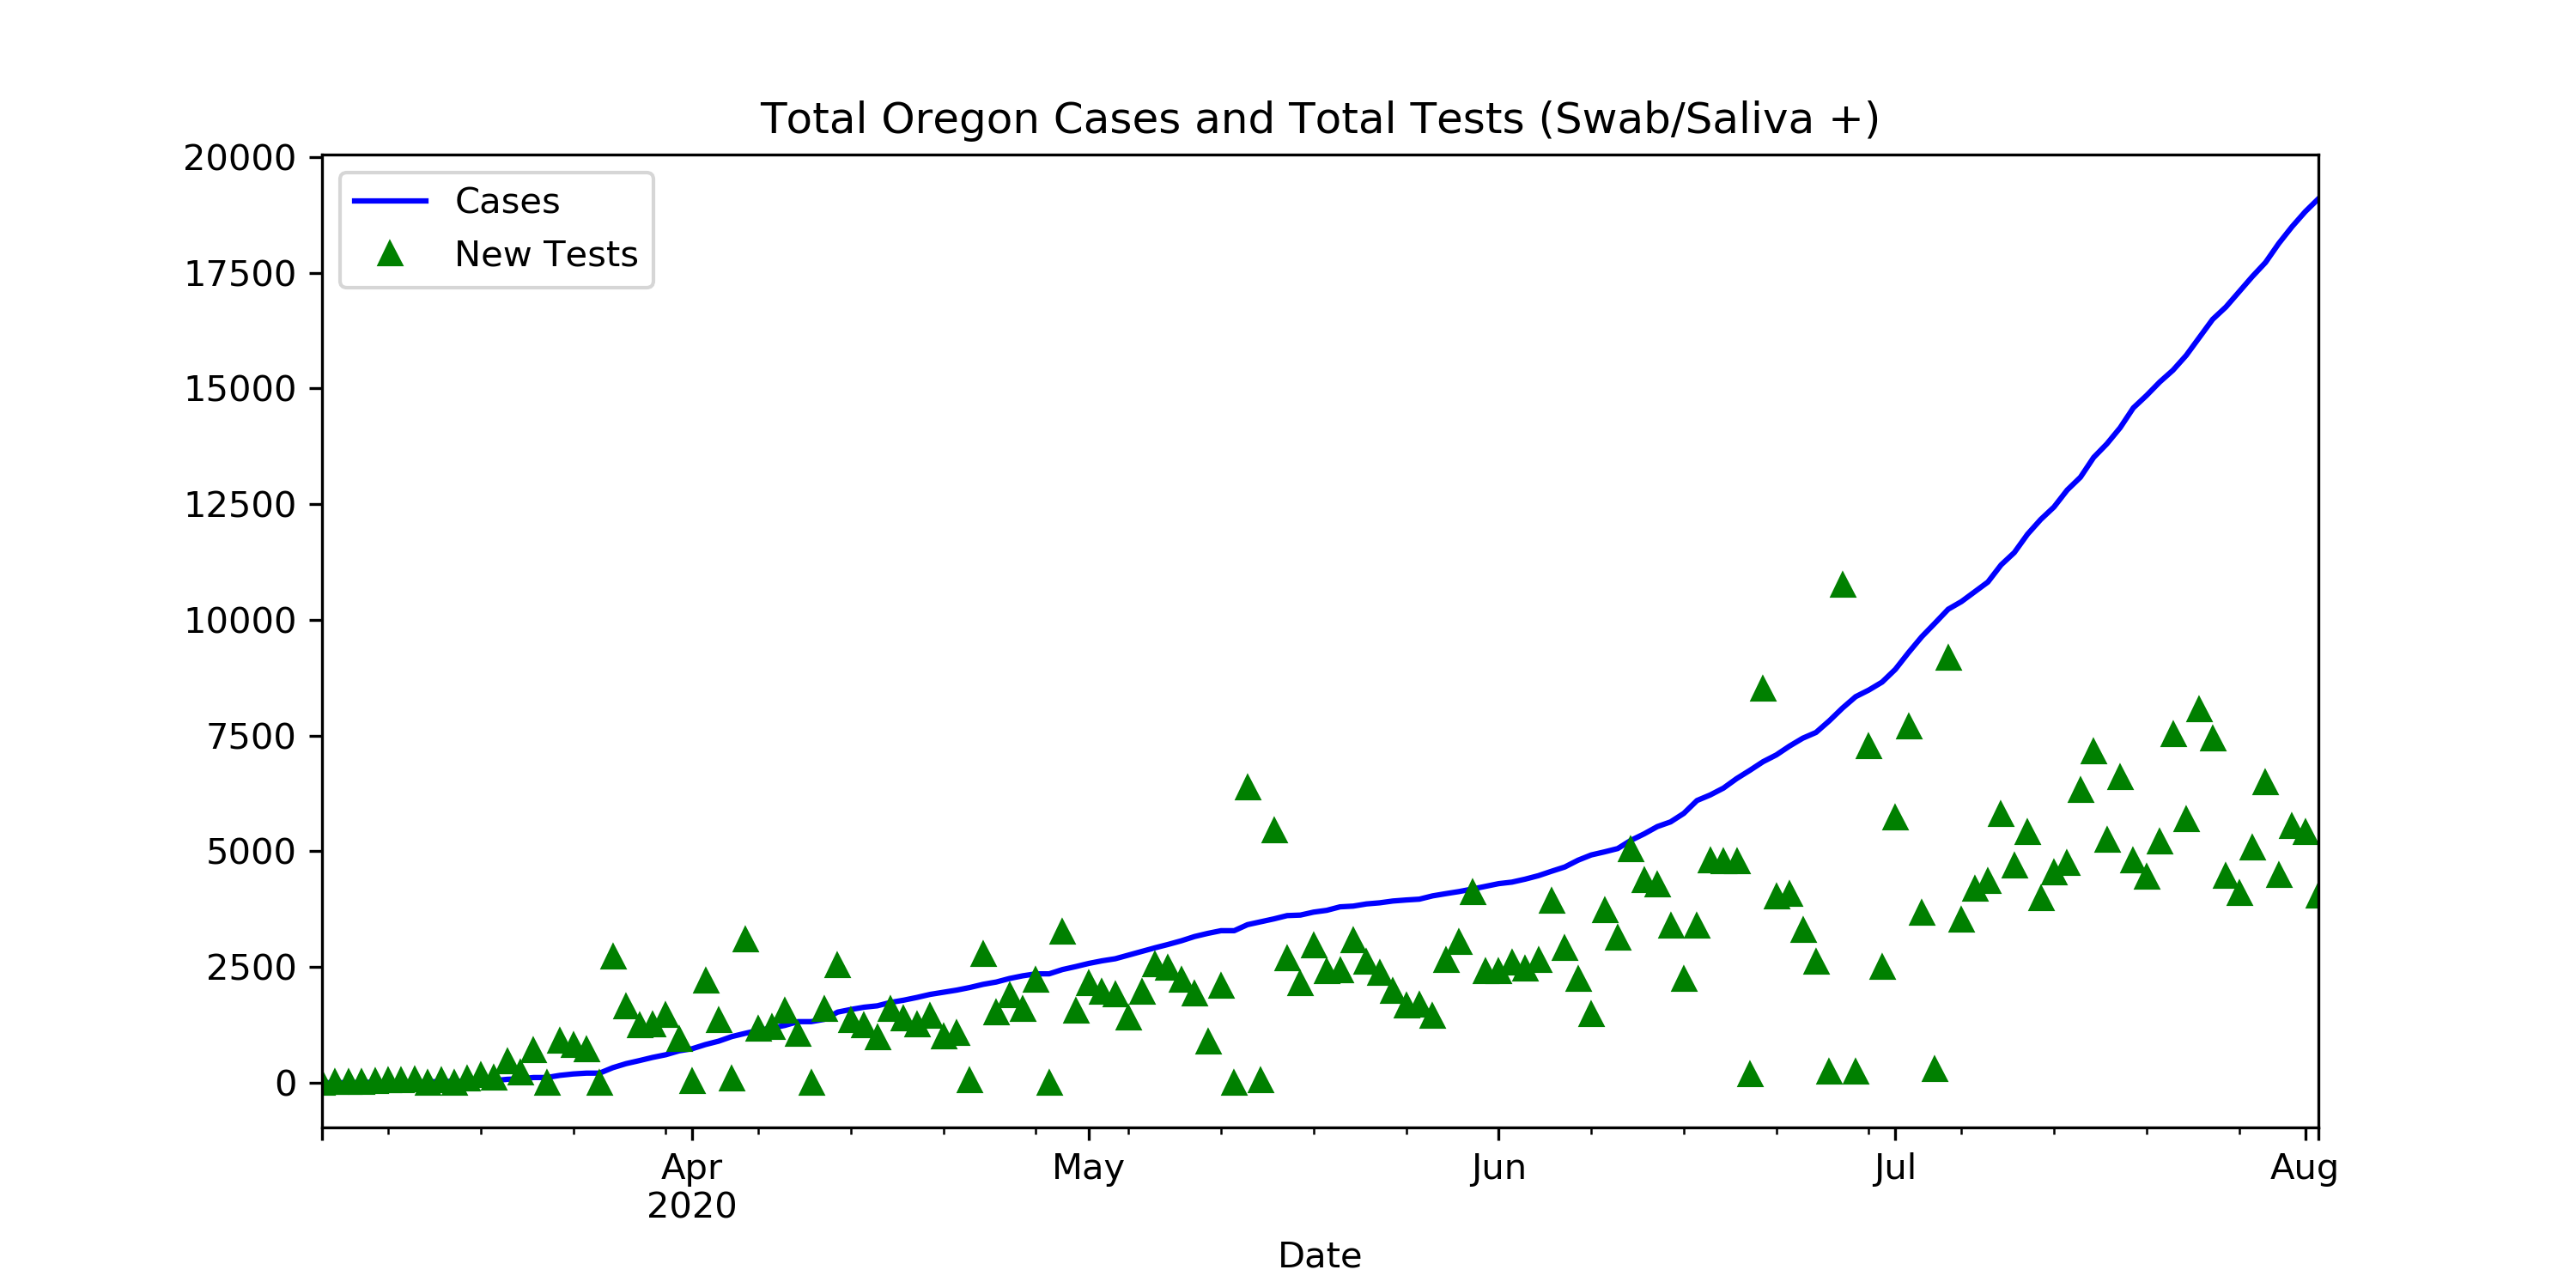 Total Oregon Cases and Total Tests (Swab/Saliva +)
20000
17500
15000
12500
10000
7500
5000
2500
0
Cases
New Tests
Apr May Jun Jul Aug
2020
Date